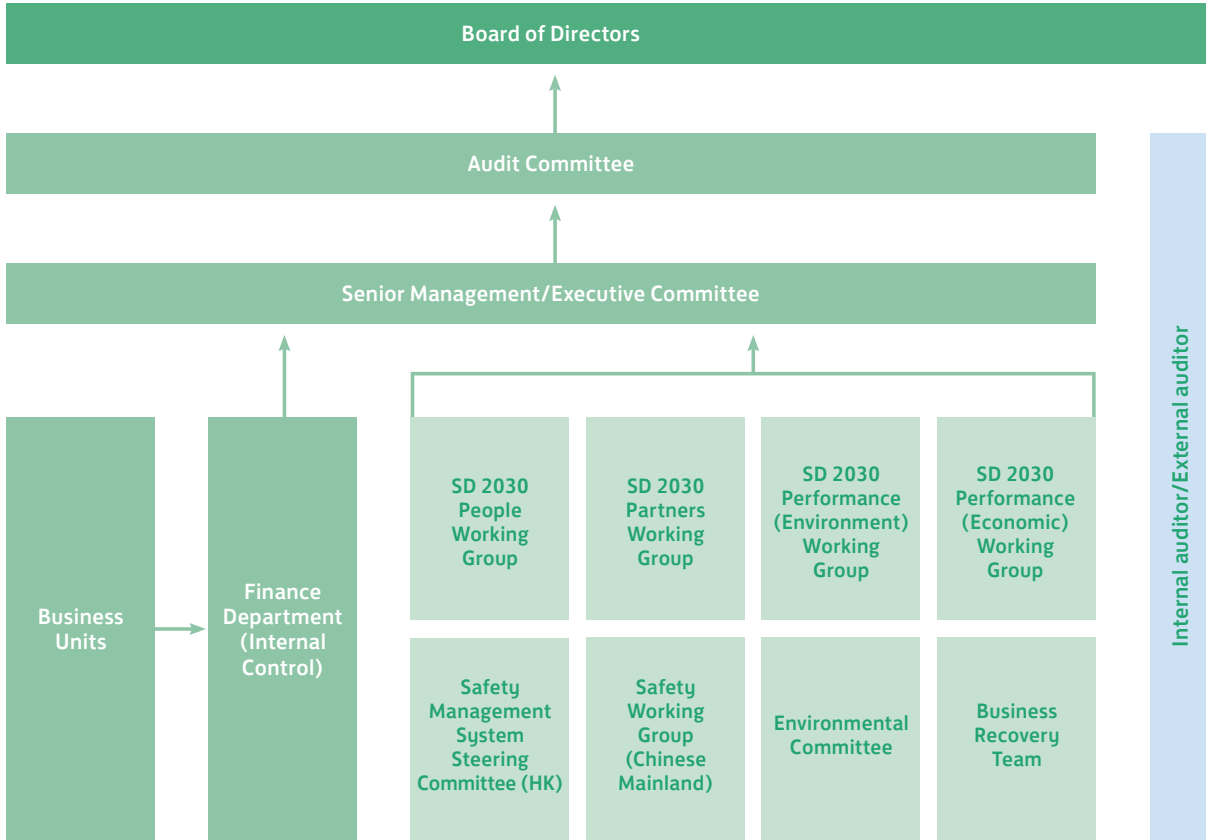 Board of Directors
Audit Committee
Senior Management/Executive Committee
Business
Units
Finance
Department
(Internal
Control)
SD 2030
People
Working
Group
SD 2030
Partners
Working
Group
SD 2030
Performance
(Environment)
Working
Group
SD 2030
Performance
(Economic)
Working
Group
Safety
Management
System
Steering
Committee (HK)
Safety
Working
Group
(Chinese
Mainland)
Environmental
Committee
Business
Recovery
Team
Internal auditor/External auditor